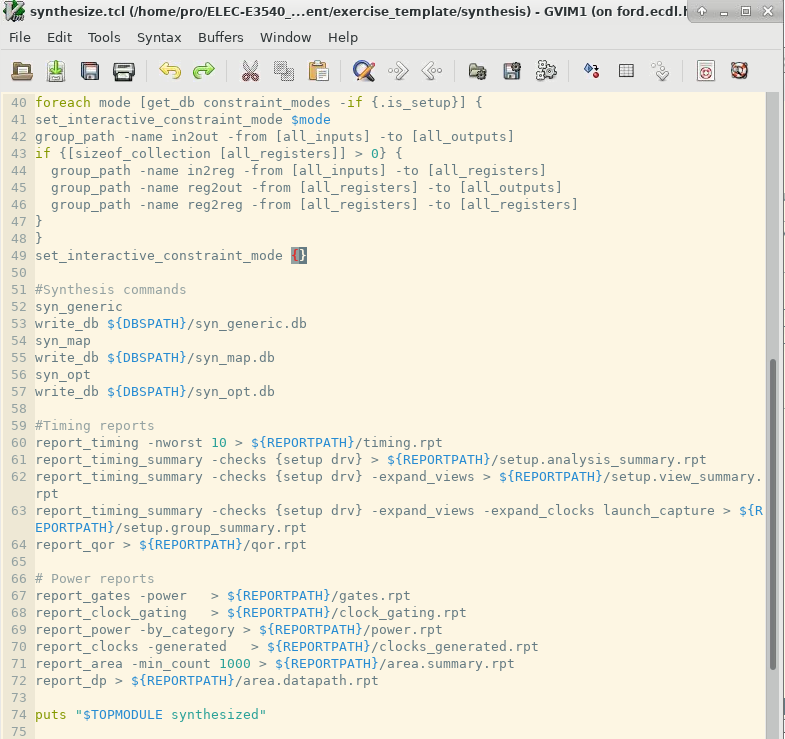 synthesize.tcl (/home/pro/ELEC-E3540_...ent/exercise_template/synthesis) - GVIM1 (on ford.ecdl.h
File Edit Tools Syntax Buffers Window Help
40 foreach mode [get_db constraint_modes -if {.is_setup}] {
41 set_interactive_constraint_mode $mode
42 group_path -name in2out -from [all_inputs] -to [all_outputs]
43 if {[sizeof_collection [all_registers]] > 0} {
44   group_path -name in2reg -from [all_inputs] -to [all_registers]
45   group_path -name reg2out -from [all_registers] -to [all_outputs]
46   group_path -name reg2reg -from [all_registers] -to [all_registers]
47 }
48 }
49 set_interactive_constraint_mode {}
50
51 #Synthesis commands
52 syn_generic
53 write_db ${DBSPATH}/syn_generic.db
54 syn_map
55 write_db ${DBSPATH}/syn_map.db
56 syn_opt
57 write_db ${DBSPATH}/syn_opt.db
58
59 #Timing reports
60 report_timing -nworst 10 > ${REPORTPATH}/timing.rpt
61 report_timing_summary -checks {setup drv} > ${REPORTPATH}/setup.analysis_summary.rpt
62 report_timing_summary -checks {setup drv} -expand_views > ${REPORTPATH}/setup.view_summary.
rpt
63 report_timing_summary -checks {setup drv} -expand_views -expand_clocks launch_capture > ${R
EPORTPATH}/setup.group_summary.rpt
64 report_qor > ${REPORTPATH}/qor.rpt
65
66 # Power reports
67 report_gates -power   > ${REPORTPATH}/gates.rpt
68 report_clock_gating   > ${REPORTPATH}/clock_gating.rpt
69 report_power -by_category > ${REPORTPATH}/power.rpt
70 report_clocks -generated   > ${REPORTPATH}/clocks_generated.rpt
71 report_area -min_count 1000 > ${REPORTPATH}/area.summary.rpt
72 report_dp > ${REPORTPATH}/area.datapath.rpt
73
74 puts "$TOPMODULE synthesized"
75